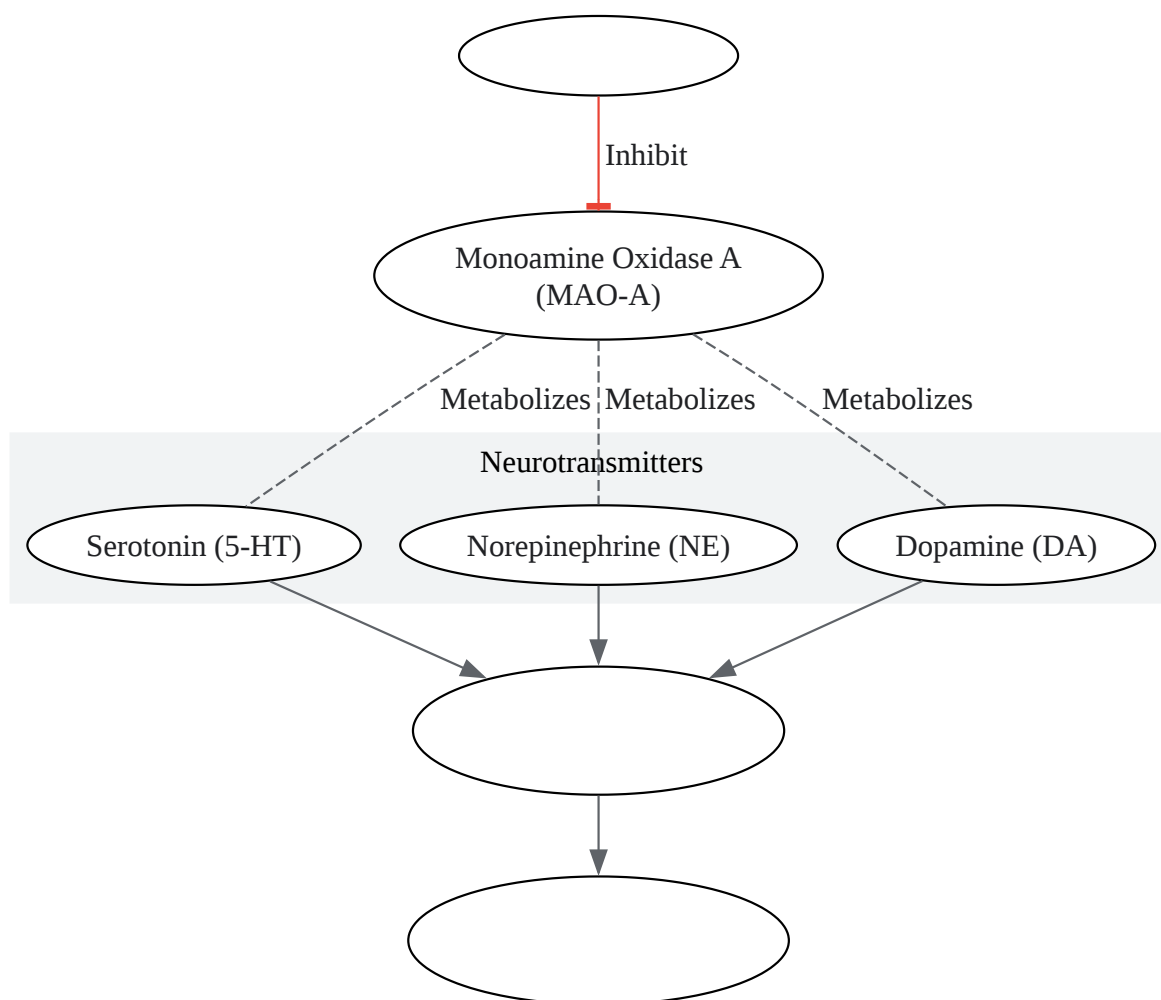 Inhibit
Monoamine Oxidase A
(MAO-A)
Metabolizes
Metabolizes
Metabolizes
Neurotransmitters
Serotonin (5-HT)
Norepinephrine (NE)
Dopamine (DA)